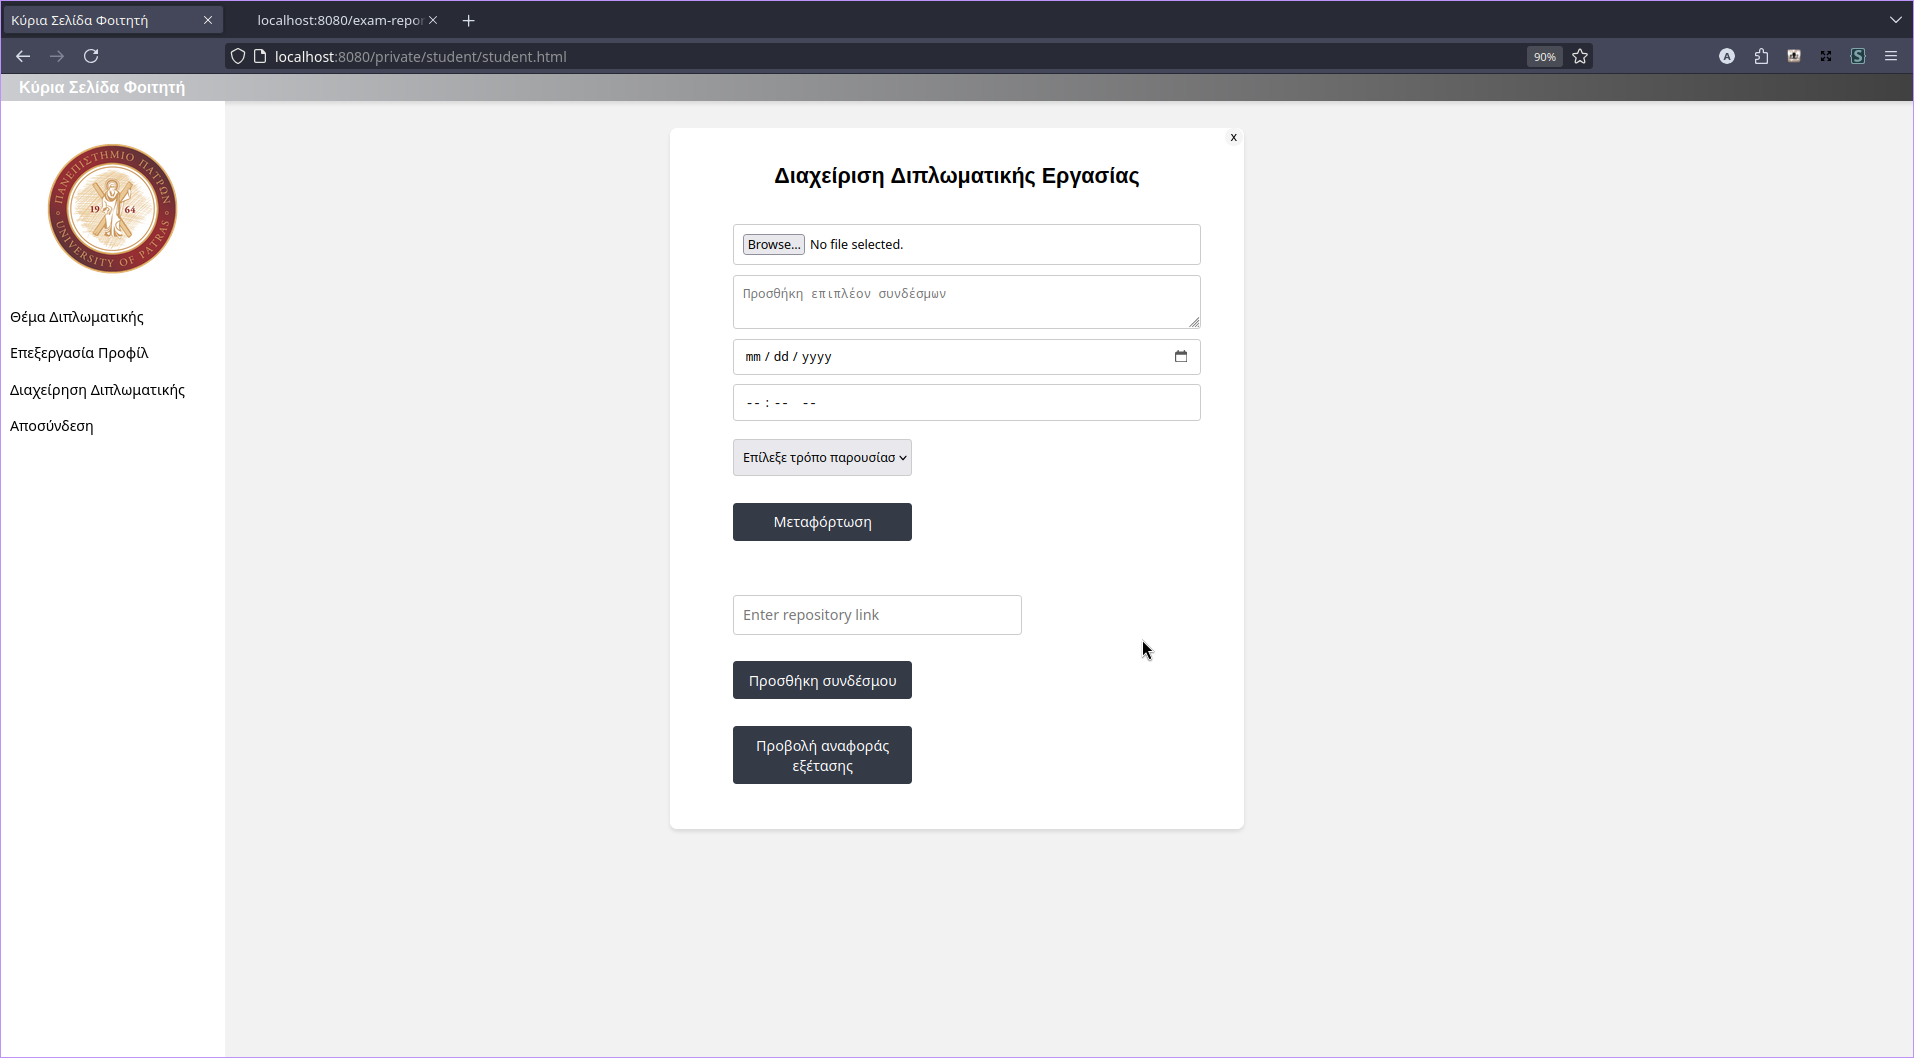 Κύρια Σελίδα Φοιτητή
localhost:8080/exam-repo
localhost:8080/private/student/student.html
90%
A
S
Κύρια Σελίδα Φοιτητή
x
ΠΑΝΕΠΙΣΤΗΜΙΟ ΠΑΤΡΩΝ
19 64
UNIVERSITY OF PATRAS
Θέμα Διπλωματικής
Επεξεργασία Προφίλ
Διαχείρηση Διπλωματικής
Αποσύνδεση
Διαχείριση Διπλωματικής Εργασίας
Browse... No file selected.
Προσθήκη επιπλέον συνδέσμων
mm / dd / yyyy
-- : -- --
Επίλεξε τρόπο παρουσίασ
Μεταφόρτωση
Enter repository link
Προσθήκη συνδέσμου
Προβολή αναφοράς
εξέτασης